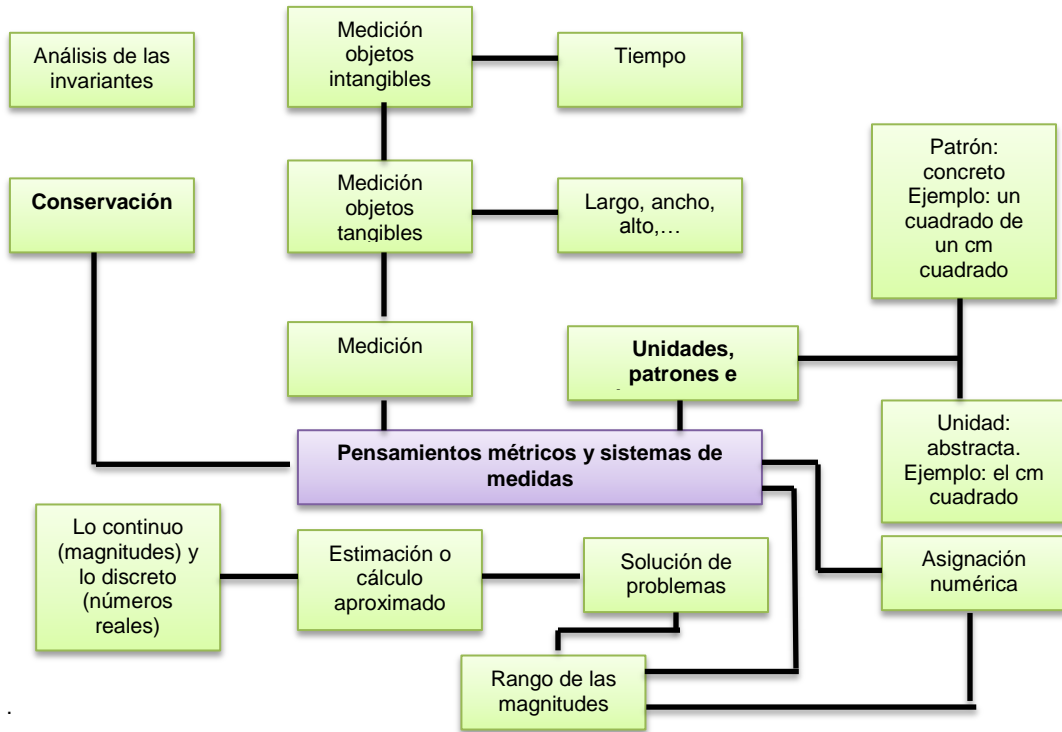 Análisis de las
invariantes
Medición
objetos
intangibles
Tiempo
Conservación
Medición
objetos
tangibles
Largo, ancho,
alto,…
Patrón:
concreto
Ejemplo: un
cuadrado de
un cm
cuadrado
Medición
Unidades,
patrones e
Unidad:
abstracta.
Ejemplo: el cm
cuadrado
Pensamientos métricos y sistemas de
medidas
Lo continuo
(magnitudes) y
lo discreto
(números
reales)
Estimación o
cálculo
aproximado
Solución de
problemas
Asignación
numérica
Rango de las
magnitudes
.